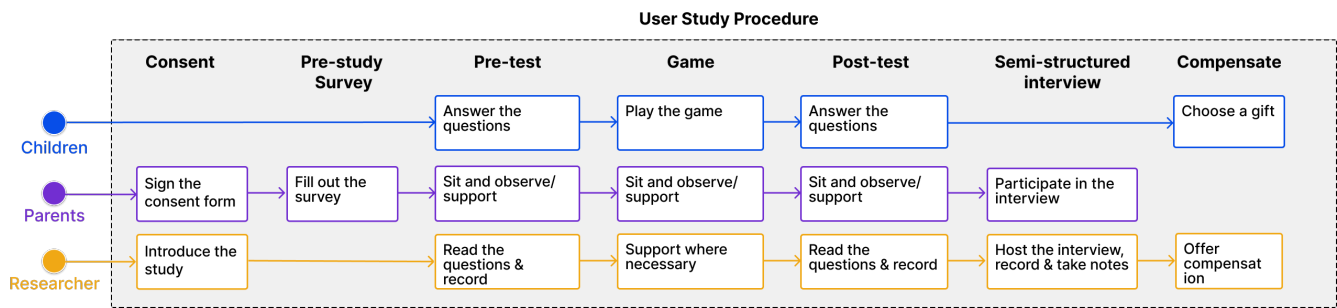 User Study Procedure
Consent
Pre-study
Survey
Pre-test
Game
Post-test
Semi-structured
interview
Compensate
Children
Answer the
questions
Play the game
Answer the
questions
Choose a gift
Parents
Sign the
consent form
Fill out the
survey
Sit and observe/
support
Sit and observe/
support
Sit and observe/
support
Participate in the
interview
Researcher
Introduce the
study
Read the
questions &
record
Support where
necessary
Read the
questions & record
Host the interview,
record & take notes
Offer
compensat
ion